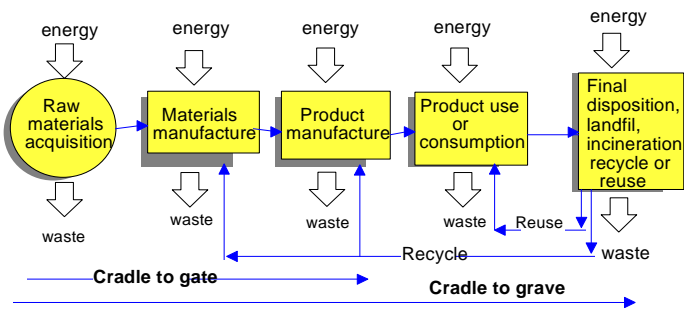 energy
energy
energy
energy
energy
Raw
materials
acquisition
Materials
manufacture
Product
manufacture
Product use
or
consumption
Final
disposition,
landfil,
incineration
recycle or
reuse
waste
waste
waste
waste
waste
Reuse
Recycle
Cradle to gate
Cradle to grave